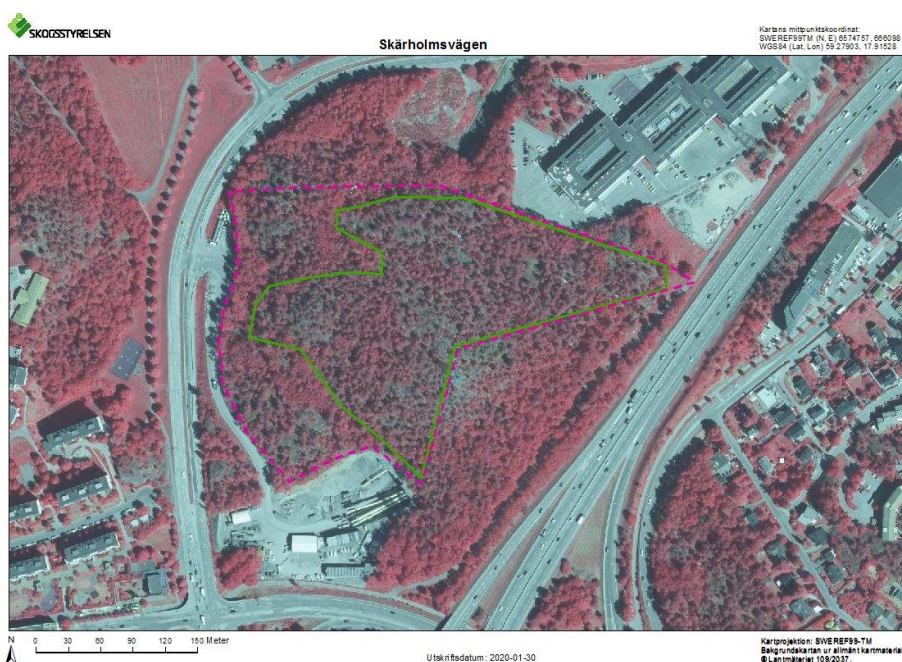 SKOGSSTYRELSEN
Skärholmsvägen
Kartans mittpunktskoordinat:
SWEREF99TM (N, E) 6574757, 666098
WGS84 (Lat, Lon) 59.27903, 17.91528
N
0 30 60 90 120 150 Meter
Utskriftsdatum: 2020-01-30
Kartprojektion: SWEREF99-TM
Bakgrundskartan ur allmänt kartmaterial
© Lantmäteriet 109/2037.